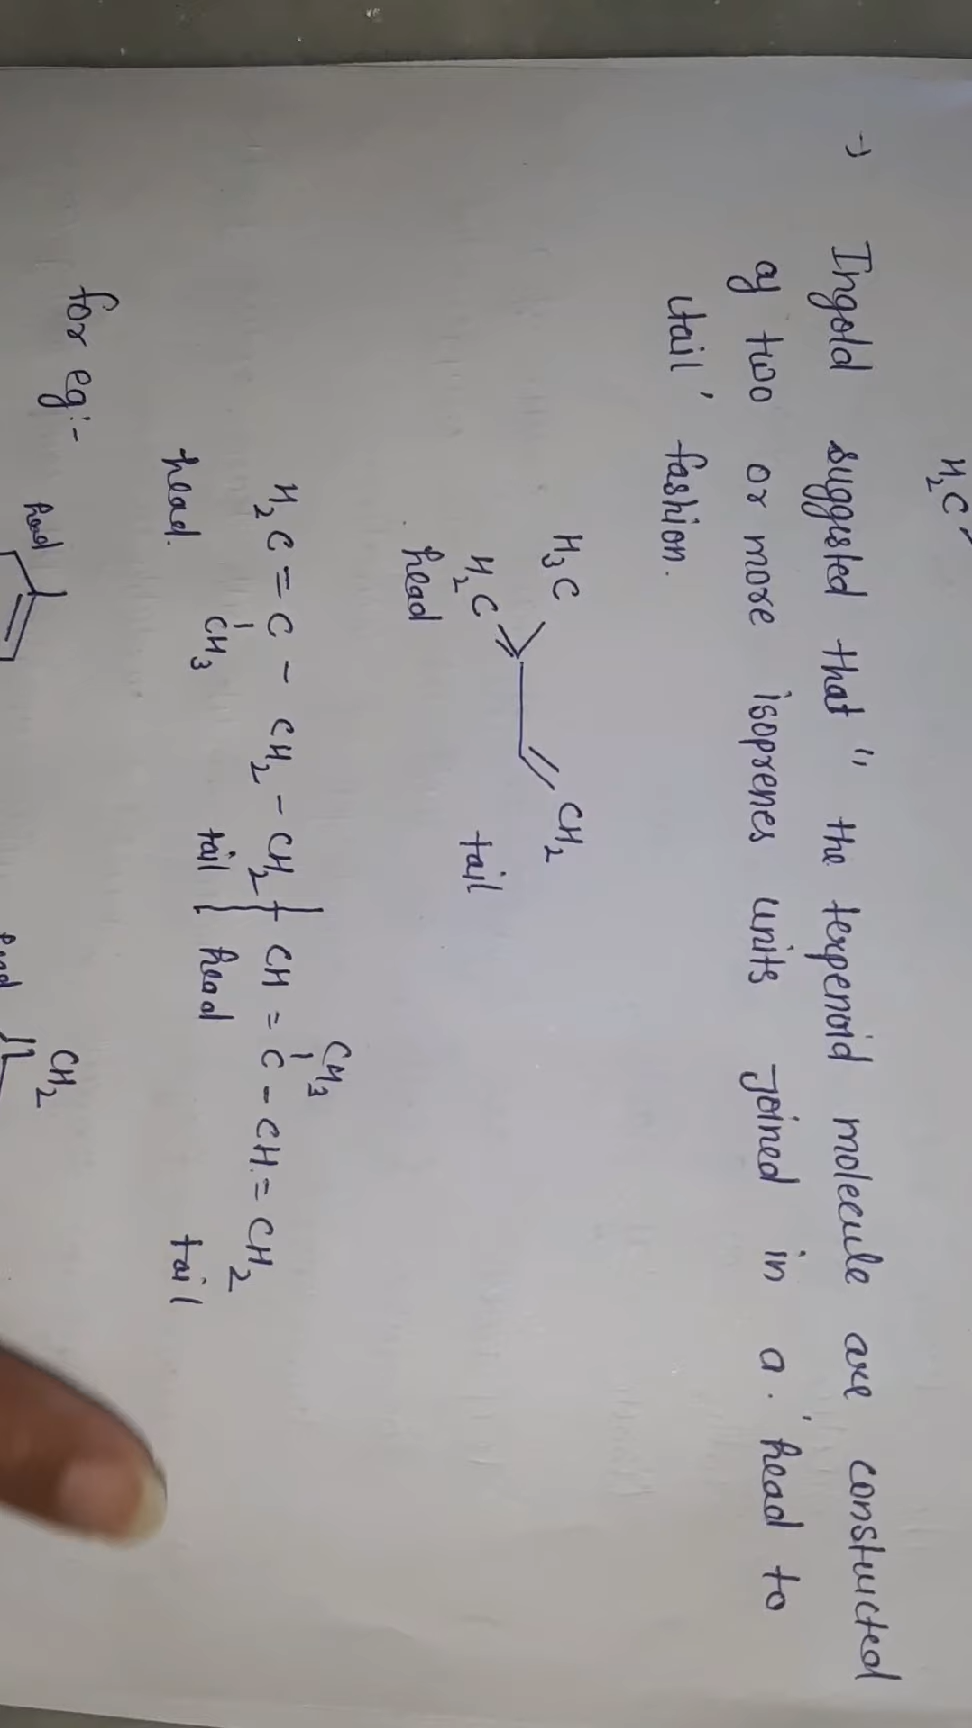 H₂C
→ Ingold suggested that " the terpenoid molecule are constructed
of two or more isoprenes units Joined in a. 'head to
tail' fashion.
H₃C
H₂C
CH₂
head
tail
CH₃
H₂C = C - CH₂ - CH₂ + CH = C - CH = CH₂
CH₃
head. tail head tail
for eg:-
head
CH₂
head